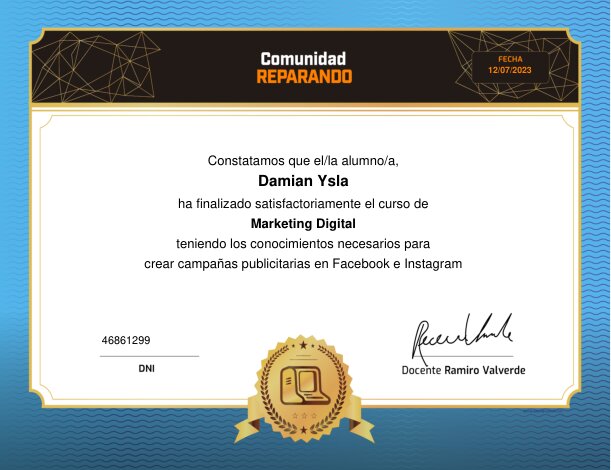 Comunidad
REPARANDO
FECHA
12/07/2023
Constatamos que el/la alumno/a,
Damian Ysla
ha finalizado satisfactoriamente el curso de
Marketing Digital
teniendo los conocimientos necesarios para
crear campañas publicitarias en Facebook e Instagram
46861299
DNI
Docente Ramiro Valverde